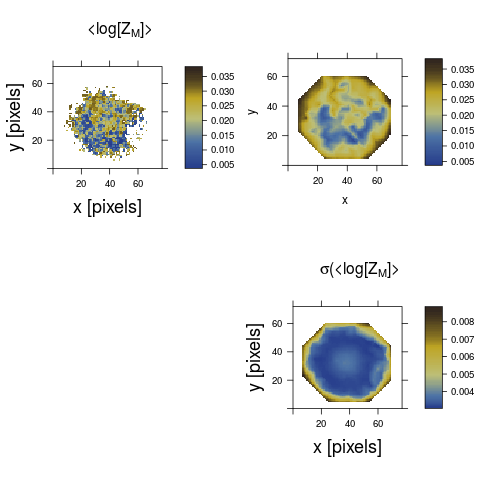 <log[Z_M]>
60
40
20
20 40 60
x [pixels]
y [pixels]
0.035
0.030
0.025
0.020
0.015
0.010
0.005
60
40
20
20 40 60
x
y
0.035
0.030
0.025
0.020
0.015
0.010
0.005
σ(<log[Z_M]>
60
40
20
20 40 60
x [pixels]
y [pixels]
0.008
0.007
0.006
0.005
0.004